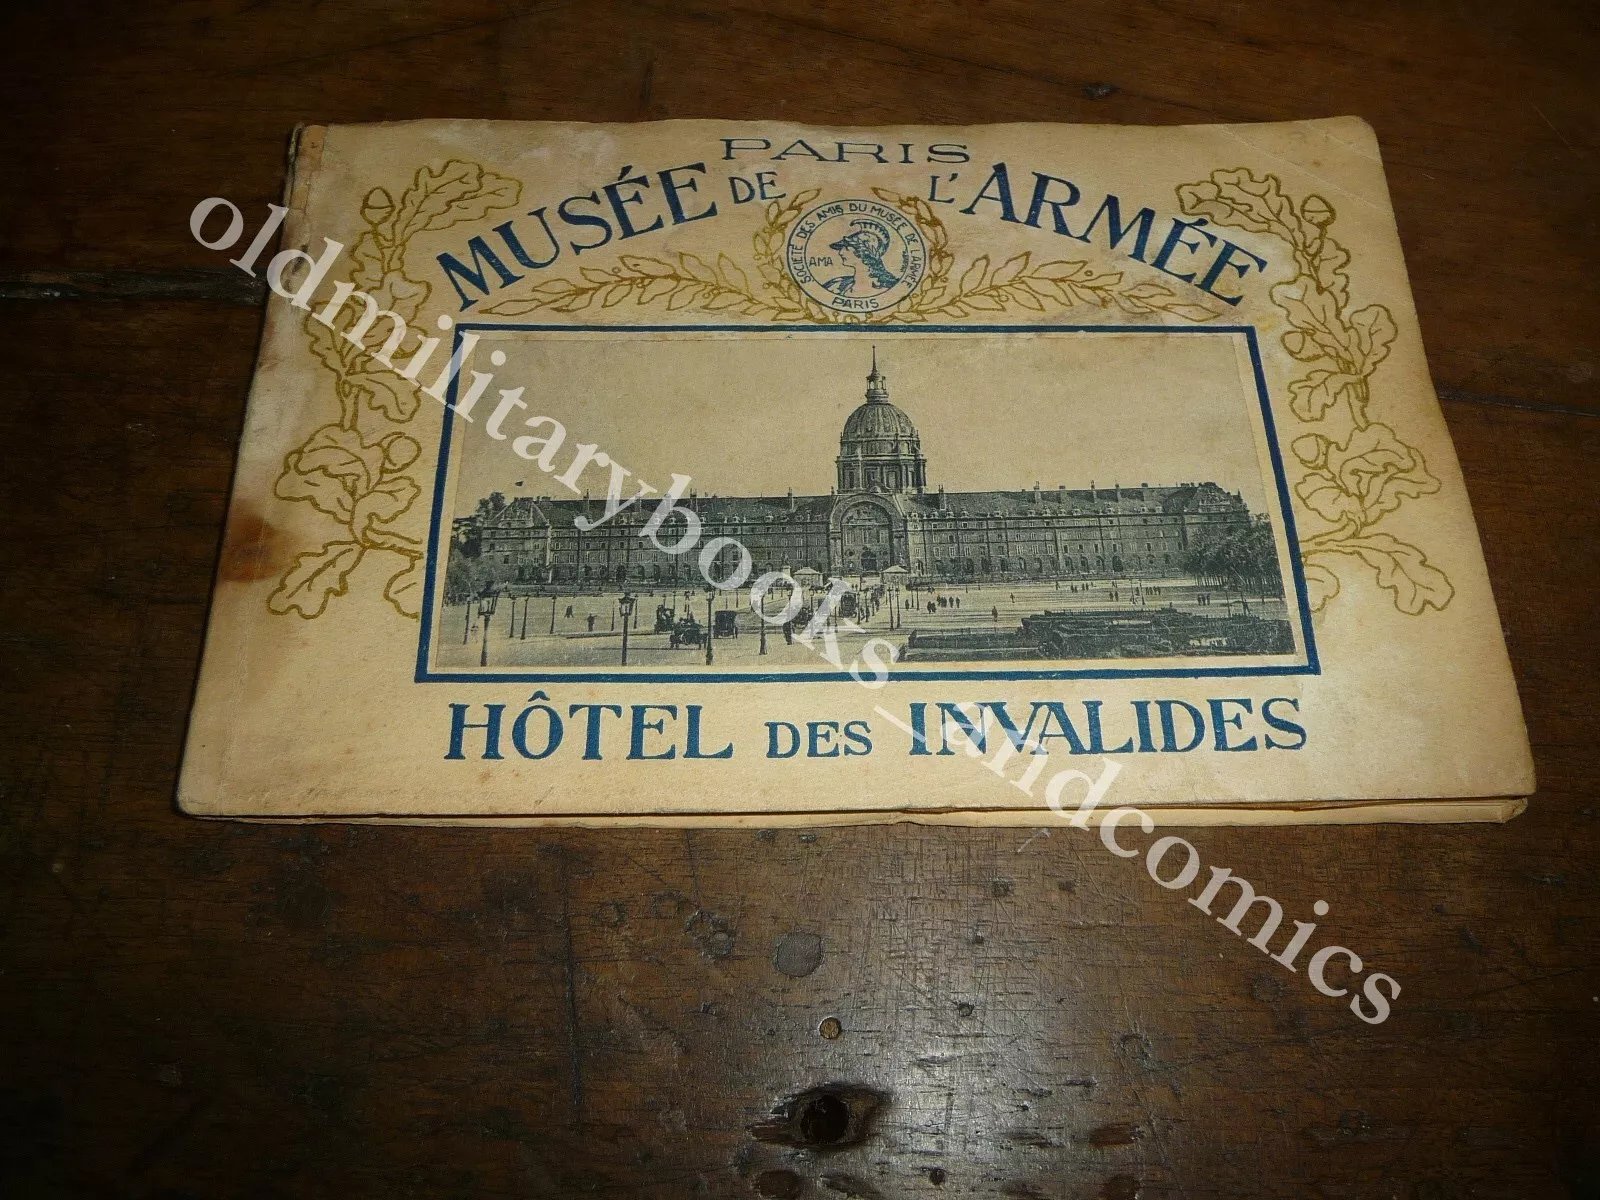 PARIS
MUSÉE DE L'ARMÉE
SOCIÉTÉ DES AMIS DU MUSÉE DE L'ARMÉE
AMA
PARIS
HÔTEL DES INVALIDES
oldmilitarybooks_andcomics